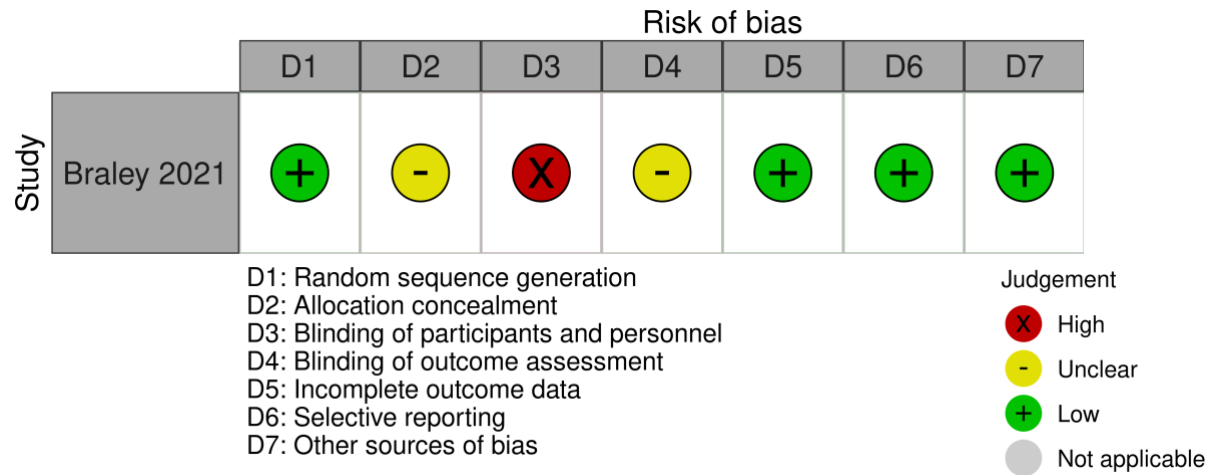 Risk of bias
D1 D2 D3 D4 D5 D6 D7
Study
Braley 2021 + - X - + + +
D1: Random sequence generation
D2: Allocation concealment
D3: Blinding of participants and personnel
D4: Blinding of outcome assessment
D5: Incomplete outcome data
D6: Selective reporting
D7: Other sources of bias
Judgement
X High
- Unclear
+ Low
Not applicable